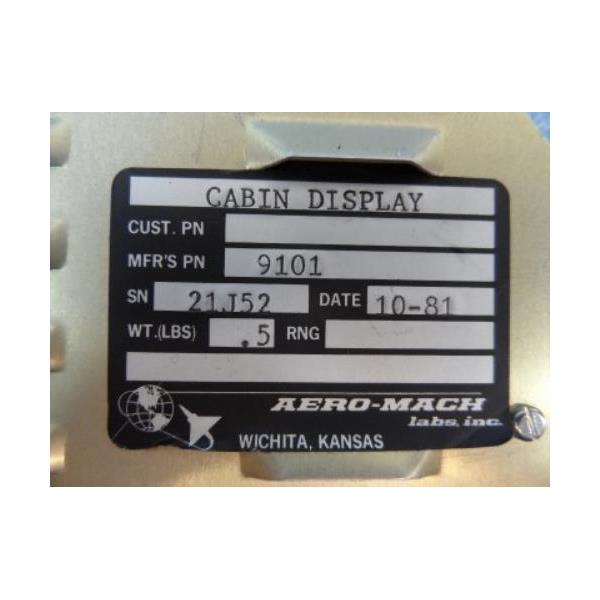 CABIN DISPLAY
CUST. PN
MFR'S PN 9101
SN 21J52 DATE 10-81
WT.(LBS) .5 RNG
AERO-MACH
labs, inc.
WICHITA, KANSAS